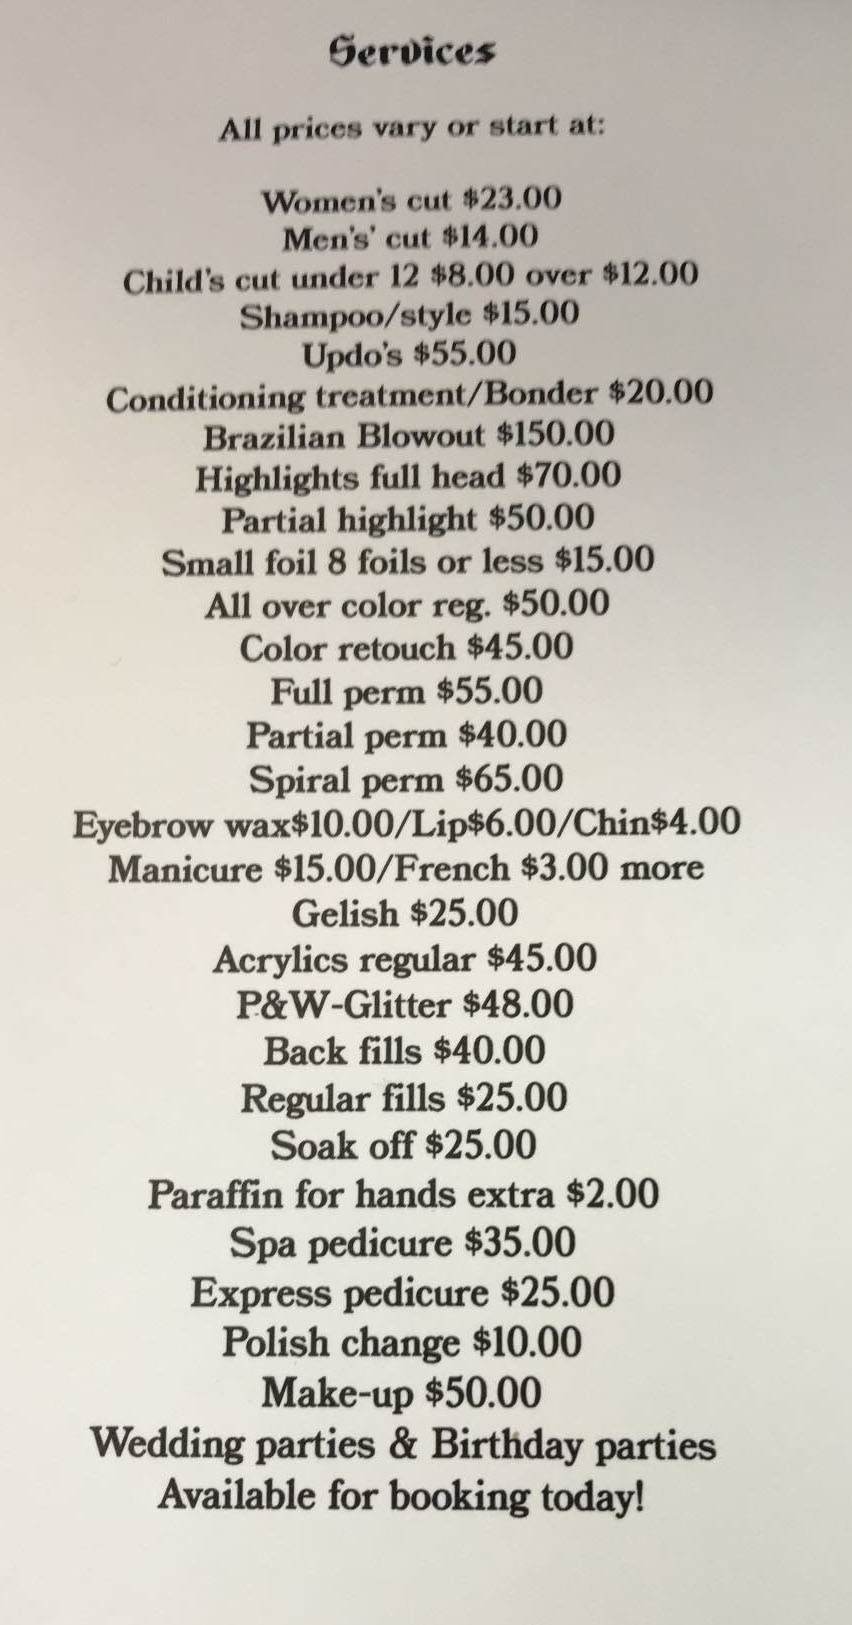 Services
All prices vary or start at:
Women's cut $23.00
Men's' cut $14.00
Child's cut under 12 $8.00 over $12.00
Shampoo/style $15.00
Updo's $55.00
Conditioning treatment/Bonder $20.00
Brazilian Blowout $150.00
Highlights full head $70.00
Partial highlight $50.00
Small foil 8 foils or less $15.00
All over color reg. $50.00
Color retouch $45.00
Full perm $55.00
Partial perm $40.00
Spiral perm $65.00
Eyebrow wax$10.00/Lip$6.00/Chin$4.00
Manicure $15.00/French $3.00 more
Gelish $25.00
Acrylics regular $45.00
P&W-Glitter $48.00
Back fills $40.00
Regular fills $25.00
Soak off $25.00
Paraffin for hands extra $2.00
Spa pedicure $35.00
Express pedicure $25.00
Polish change $10.00
Make-up $50.00
Wedding parties & Birthday parties
Available for booking today!